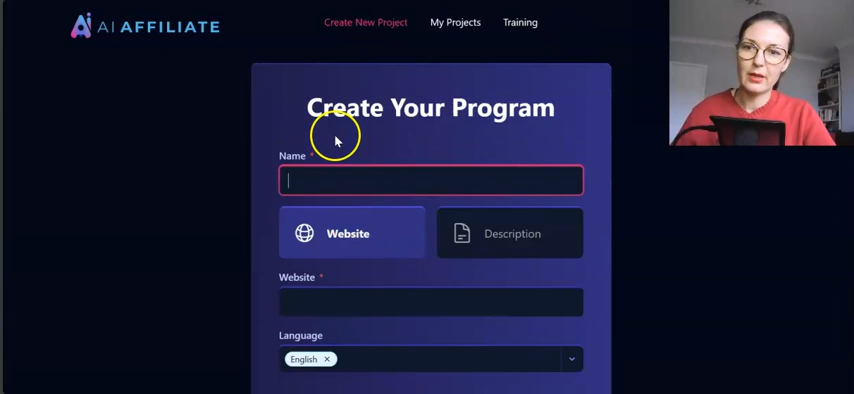 AI AFFILIATE
Create New Project My Projects Training
Create Your Program
Name *
Website Description
Website *
Language
English ×